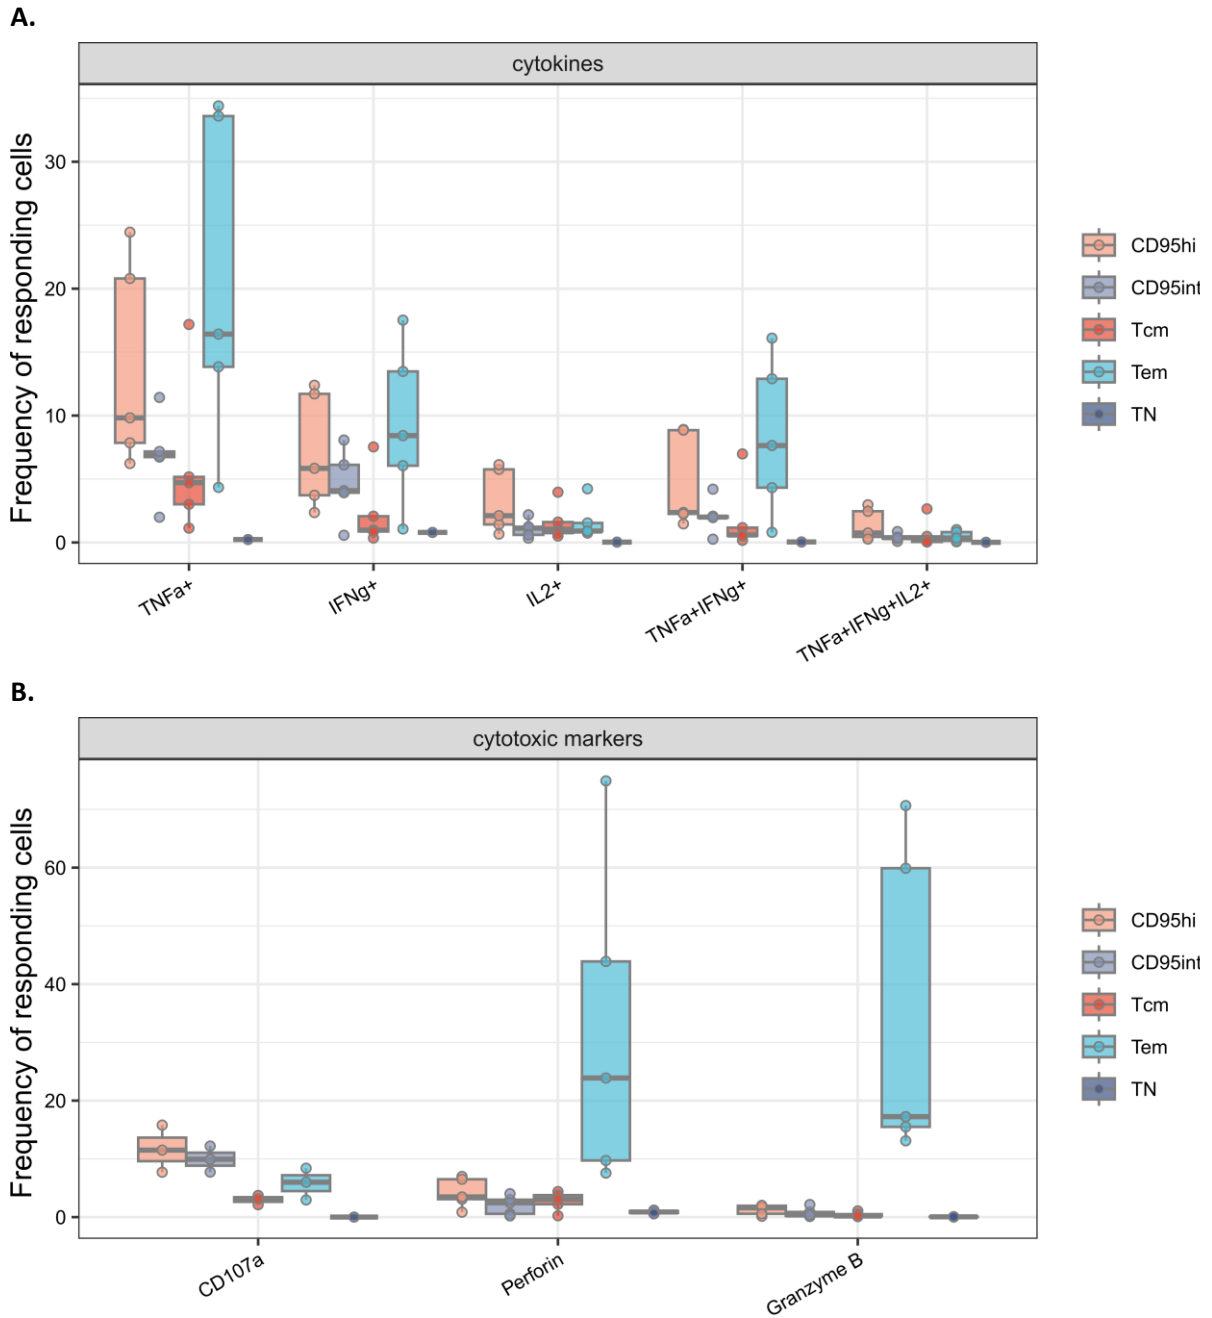 A.
cytokines
Frequency of responding cells
30
20
10
0
TNFa+
IFNg+
IL2+
TNFa+IFNg+
TNFa+IFNg+IL2+
CD95hi
CD95int
Tcm
Tem
TN
B.
cytotoxic markers
Frequency of responding cells
60
40
20
0
CD107a
Perforin
Granzyme B
CD95hi
CD95int
Tcm
Tem
TN